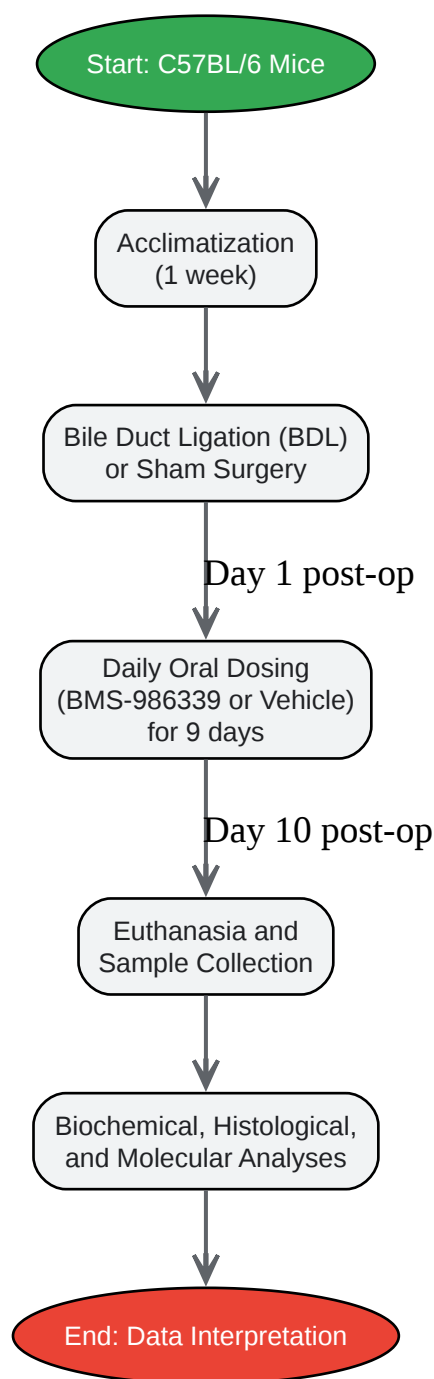 Start: C57BL/6 Mice
Acclimatization
(1 week)
Bile Duct Ligation (BDL)
or Sham Surgery
Day 1 post-op
Daily Oral Dosing
(BMS-986339 or Vehicle)
for 9 days
Day 10 post-op
Euthanasia and
Sample Collection
Biochemical, Histological,
and Molecular Analyses
End: Data Interpretation